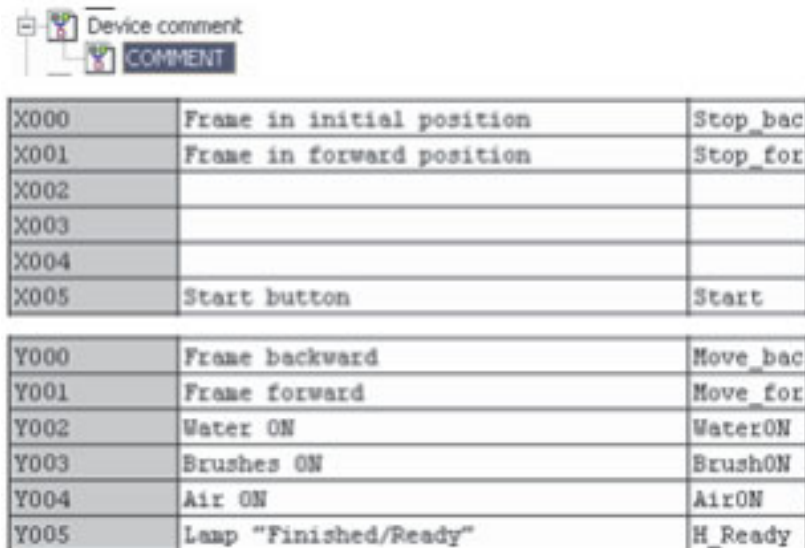 Device comment
COMMENT
X000 Frame in initial position Stop_bac
X001 Frame in forward position Stop_for
X002
X003
X004
X005 Start button Start
Y000 Frame backward Move_bac
Y001 Frame forward Move_for
Y002 Water ON WaterON
Y003 Brushes ON BrushON
Y004 Air ON AirON
Y005 Lamp "Finished/Ready" H_Ready